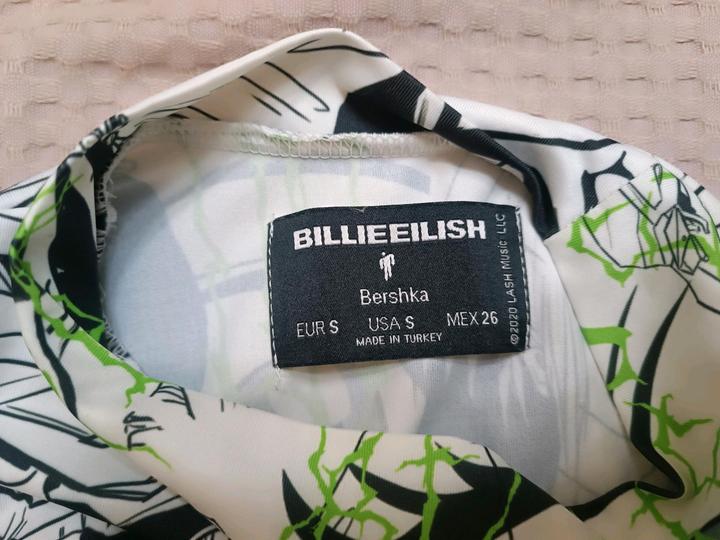 BILLIEEILISH
Bershka
EUR S USA S MEX 26
MADE IN TURKEY
©2020 LASH Music LLC